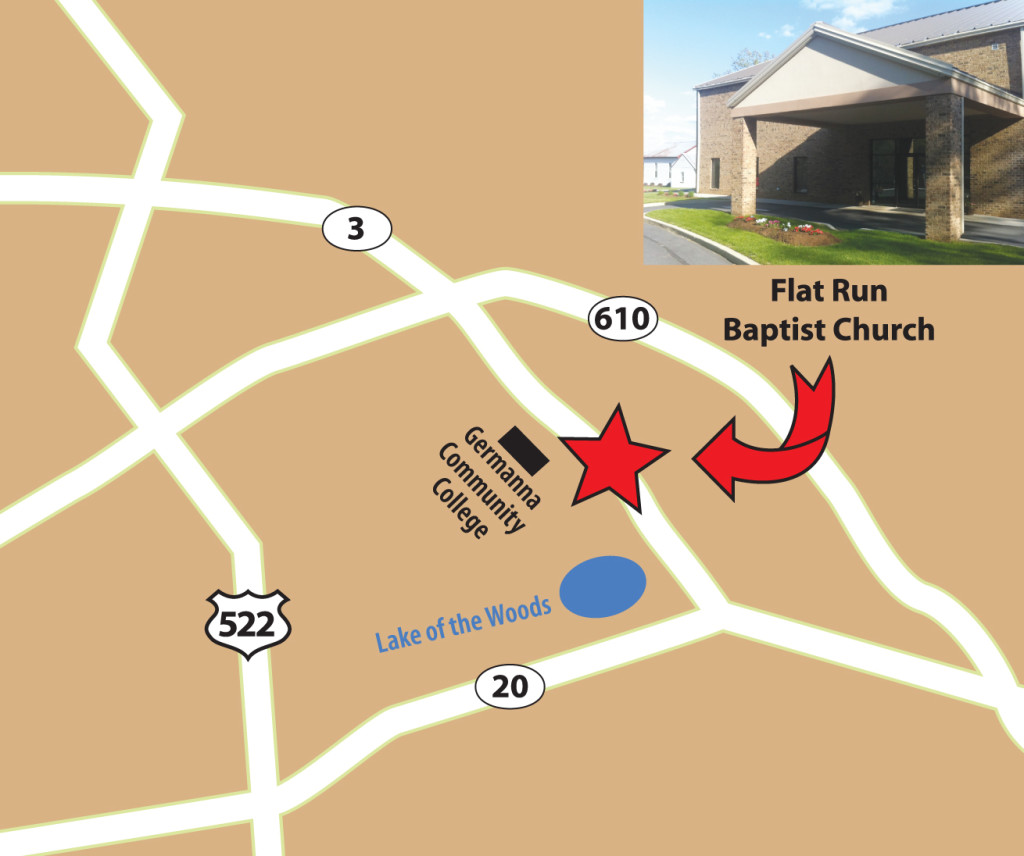 3
610
Flat Run
Baptist Church
Germanna
Community
College
Lake of the Woods
522
20